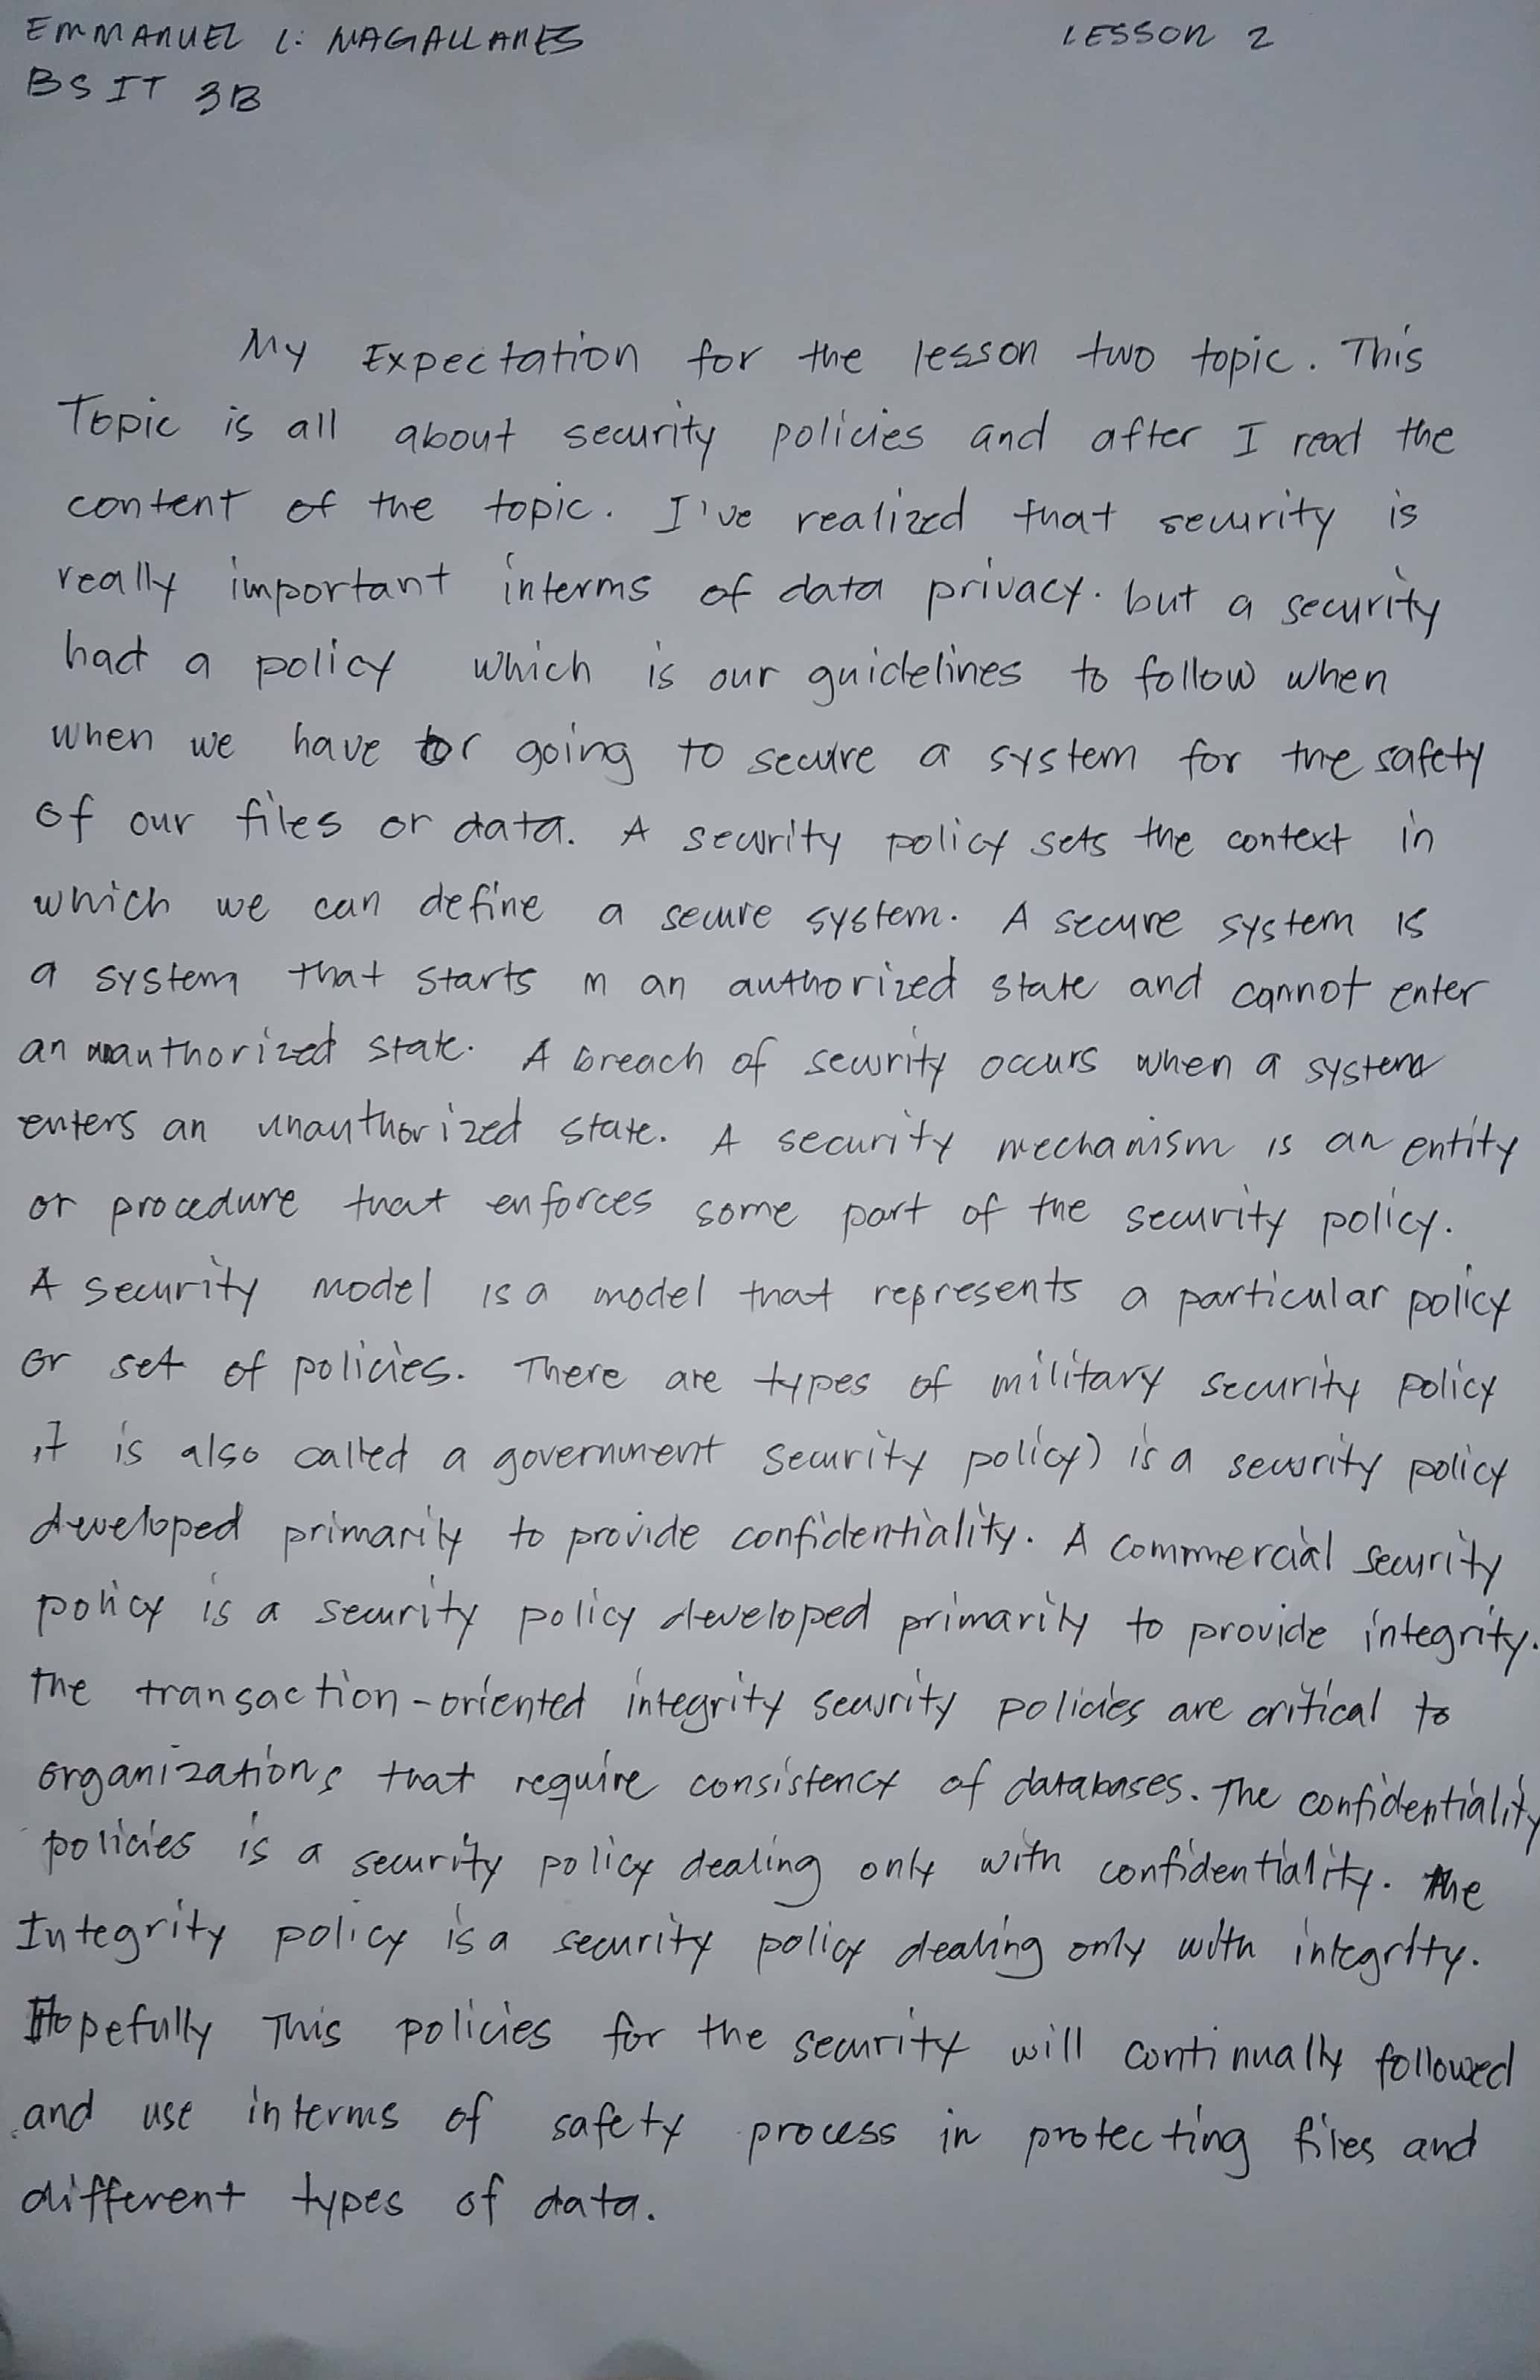 EMMANUEL L. MAGALLANES LESSON 2
BS IT 3B
My Expectation for the lesson two topic. This
Topic is all about security policies and after I read the
content of the topic. I've realized that security is
really important interms of data privacy. but a security
had a policy which is our guidelines to follow when
when we have or going to secure a system for the safety
of our files or data. A security policy sets the context in
which we can define a secure system. A secure system is
a system that starts in an authorized state and cannot enter
an unauthorized state. A breach of security occurs when a system
enters an unauthorized state. A security mechanism is an entity
or procedure that enforces some part of the security policy.
A security model is a model that represents a particular policy
or set of policies. There are types of military security policy
it is also called a government security policy) is a security policy
developed primarily to provide confidentiality. A commercial security
policy is a security policy developed primarily to provide integrity.
The transaction-oriented integrity security policies are critical to
organizations that require consistency of databases. The confidentiality
policies is a security policy dealing only with confidentiality. The
Integrity policy is a security policy dealing only with integrity.
Hopefully This policies for the security will continually followed
and use interms of safety process in protecting files and
different types of data.